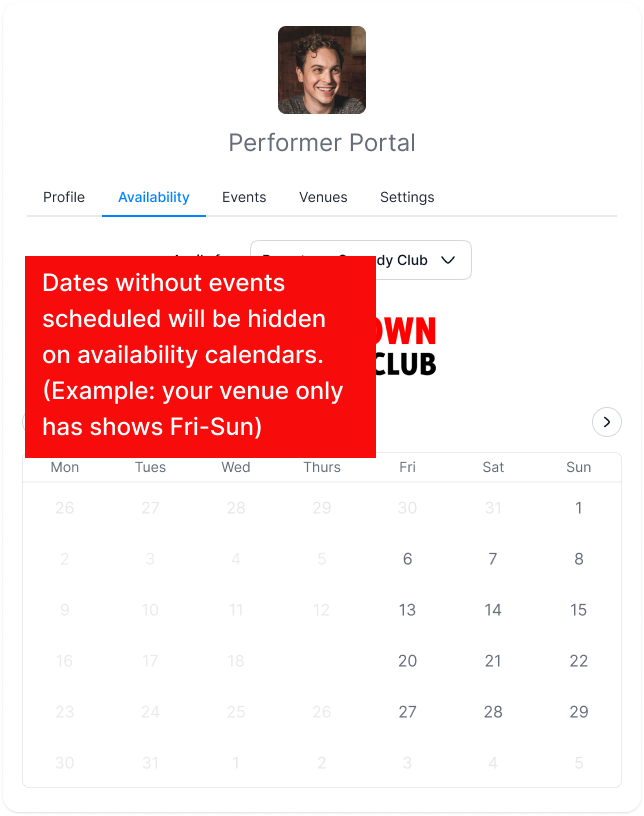 Performer Portal
Profile Availability Events Venues Settings
dy Club
Dates without events
scheduled will be hidden
on availability calendars.
(Example: your venue only
has shows Fri-Sun)
OWN
CLUB
Mon Tues Wed Thurs Fri Sat Sun
26 27 28 29 30 31 1
2 3 4 5 6 7 8
9 10 11 12 13 14 15
16 17 18 20 21 22
23 24 25 26 27 28 29
30 31 1 2 3 4 5